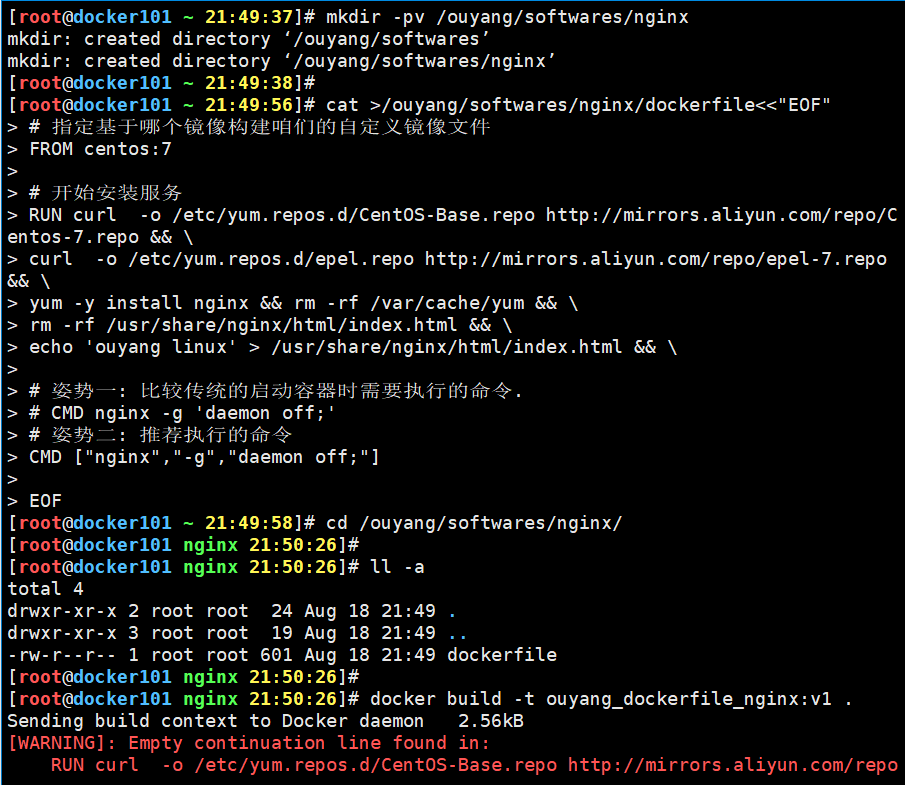 [root@docker101 ~ 21:49:37]# mkdir -pv /ouyang/softwares/nginx
mkdir: created directory ‘/ouyang/softwares’
mkdir: created directory ‘/ouyang/softwares/nginx’
[root@docker101 ~ 21:49:38]#
[root@docker101 ~ 21:49:56]# cat >/ouyang/softwares/nginx/dockerfile<<"EOF"
> # 指定基于哪个镜像构建咱们的自定义镜像文件
> FROM centos:7
>
> # 开始安装服务
> RUN curl  -o /etc/yum.repos.d/CentOS-Base.repo http://mirrors.aliyun.com/repo/C
entos-7.repo && \
> curl  -o /etc/yum.repos.d/epel.repo http://mirrors.aliyun.com/repo/epel-7.repo
&& \
> yum -y install nginx && rm -rf /var/cache/yum && \
> rm -rf /usr/share/nginx/html/index.html && \
> echo 'ouyang linux' > /usr/share/nginx/html/index.html && \
>
> # 姿势一: 比较传统的启动容器时需要执行的命令.
> # CMD nginx -g 'daemon off;'
> # 姿势二: 推荐执行的命令
> CMD ["nginx","-g","daemon off;"]
>
> EOF
[root@docker101 ~ 21:49:58]# cd /ouyang/softwares/nginx/
[root@docker101 nginx 21:50:26]#
[root@docker101 nginx 21:50:26]# ll -a
total 4
drwxr-xr-x 2 root root  24 Aug 18 21:49 .
drwxr-xr-x 3 root root  19 Aug 18 21:49 ..
-rw-r--r-- 1 root root 601 Aug 18 21:49 dockerfile
[root@docker101 nginx 21:50:26]#
[root@docker101 nginx 21:50:26]# docker build -t ouyang_dockerfile_nginx:v1 .
Sending build context to Docker daemon   2.56kB
[WARNING]: Empty continuation line found in:
    RUN curl  -o /etc/yum.repos.d/CentOS-Base.repo http://mirrors.aliyun.com/repo